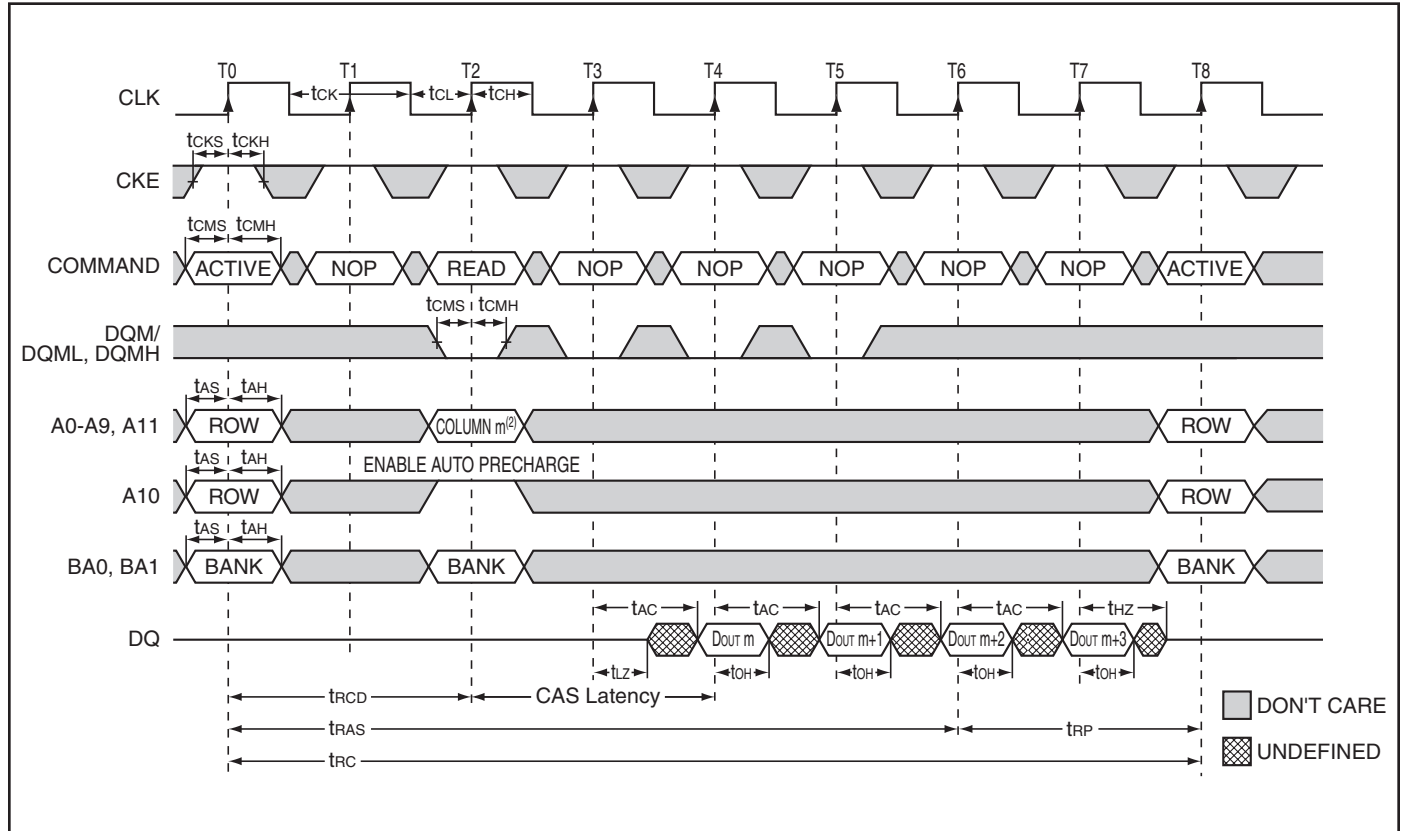 T0 T1 T2 T3 T4 T5 T6 T7 T8
CLK tCK tCL tCH
tCKS tCKH
CKE
tCMS tCMH
COMMAND ACTIVE NOP READ NOP NOP NOP NOP NOP ACTIVE
tCMS tCMH
DQM/
DQML, DQMH
tAS tAH
A0-A9, A11 ROW COLUMN m(2) ROW
tAS tAH ENABLE AUTO PRECHARGE
A10 ROW ROW
tAS tAH
BA0, BA1 BANK BANK BANK
tAC tAC tAC tAC tHZ
DQ DOUT m DOUT m+1 DOUT m+2 DOUT m+3
tLZ tOH tOH tOH tOH
tRCD CAS Latency
DON'T CARE
tRAS tRP
UNDEFINED
tRC